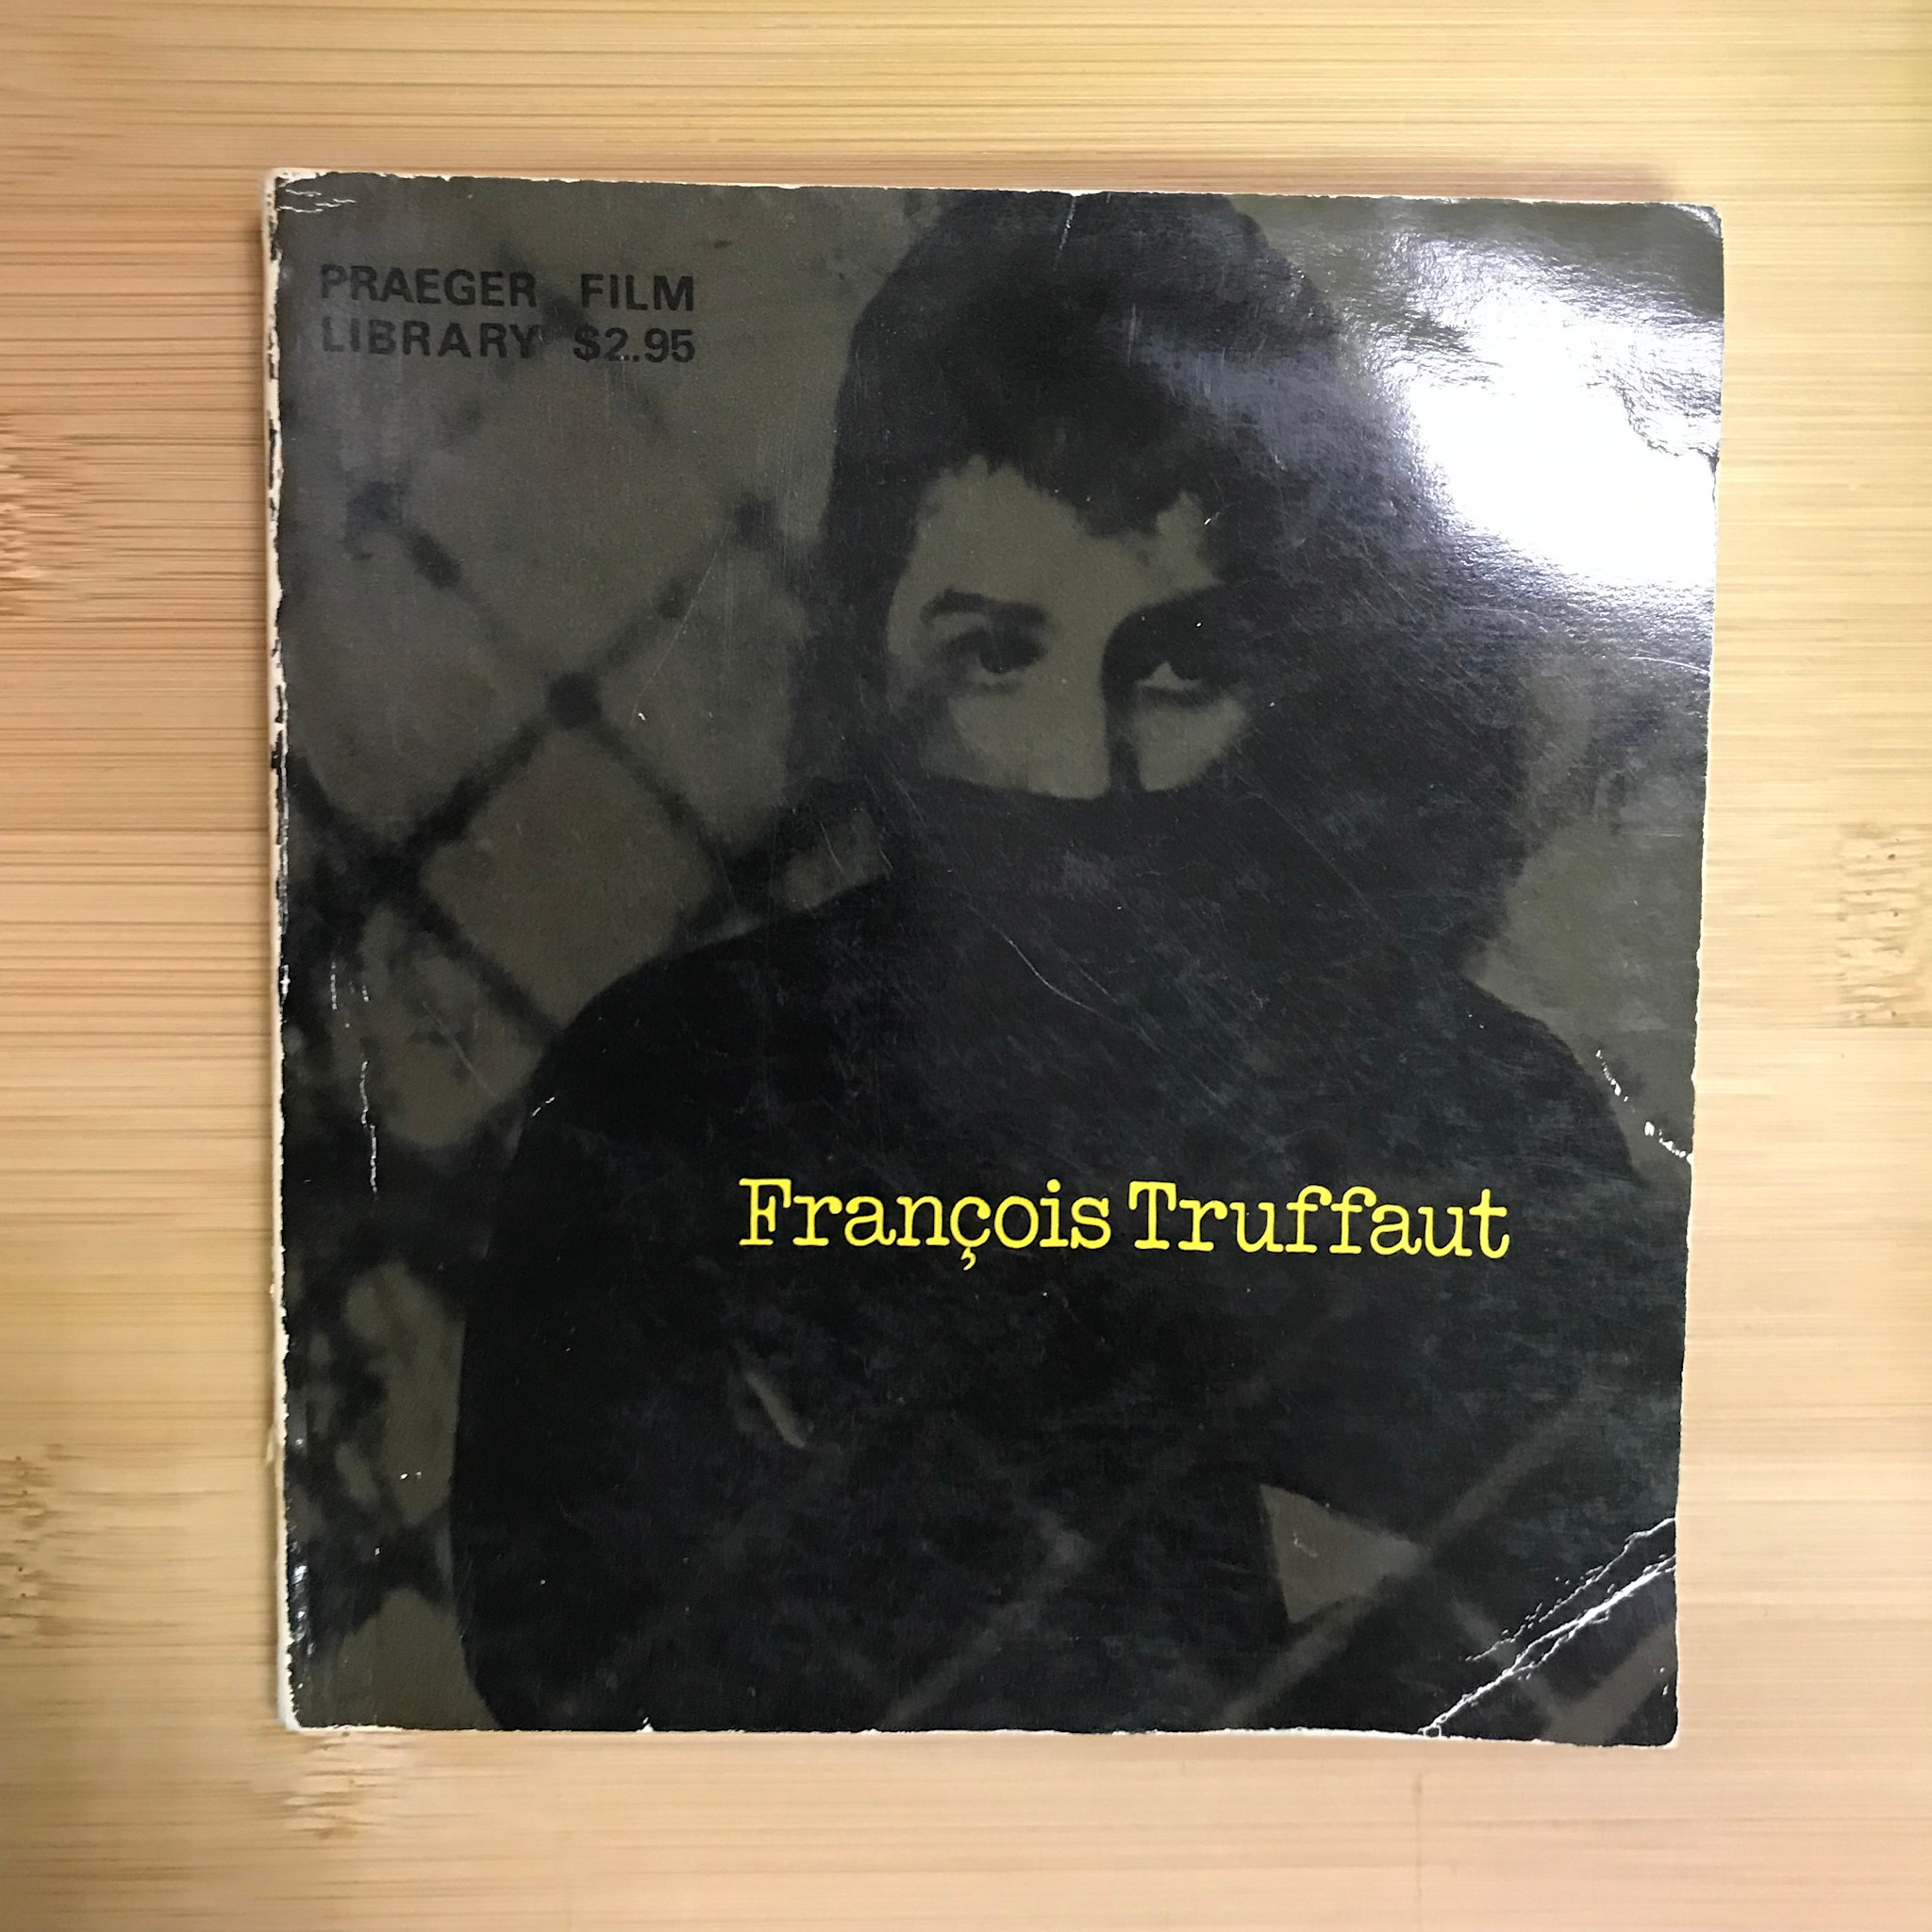 PRAEGER FILM
LIBRARY $2.95
François Truffaut